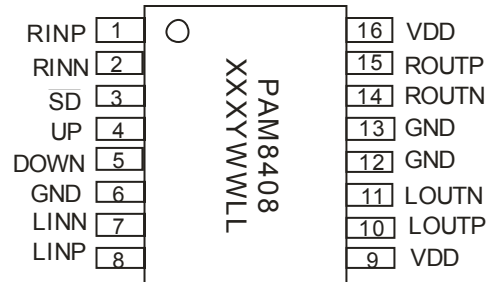 RINP 1 16 VDD
RINN 2 15 ROUTP
SD 3 14 ROUTN
UP 4 13 GND
DOWN 5 12 GND
GND 6 11 LOUTN
LINN 7 10 LOUTP
LINP 8 9 VDD
PAM8408
XXXYWWLL